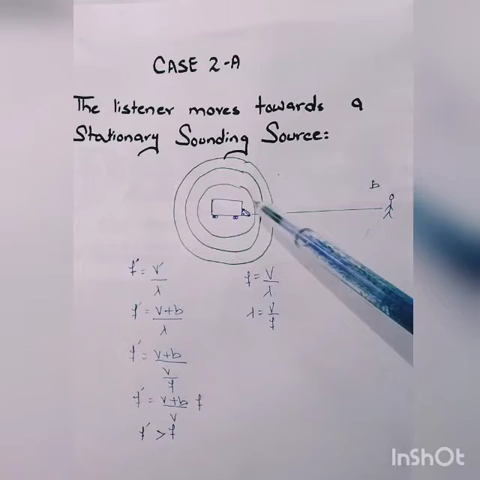 CASE 2-A
The listener moves towards a
Stationary Sounding Source:
b
f' = v'/λ
f = v/λ
f' = v+b/λ
λ = v/f
f' = v+b/v/f
f' = v+b/v f
f' > f
InShOt